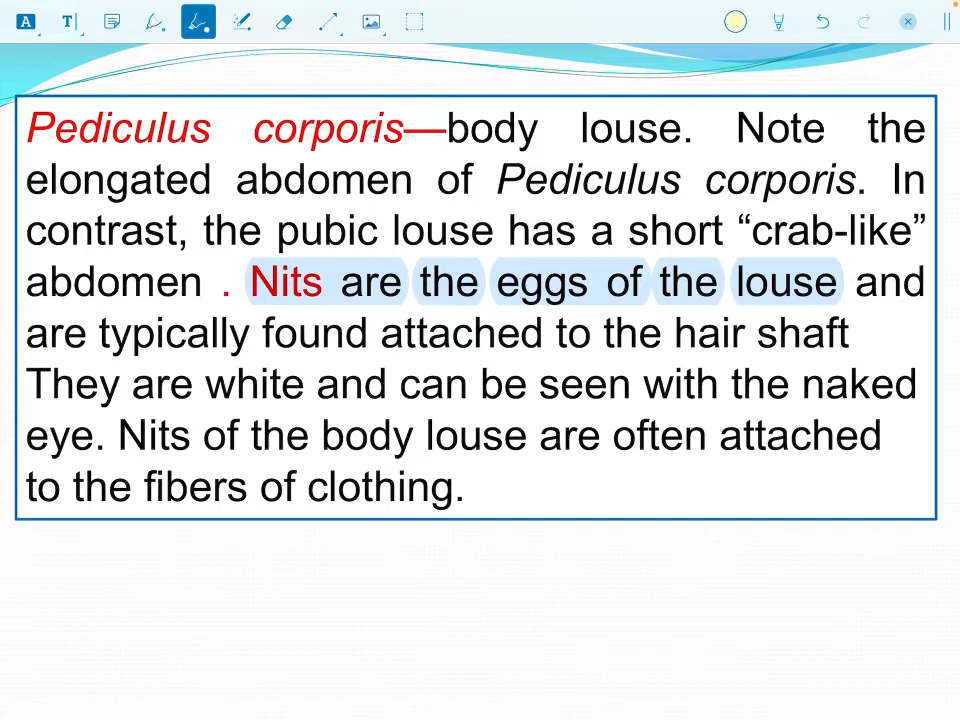 Pediculus corporis—body louse. Note the
elongated abdomen of Pediculus corporis. In
contrast, the pubic louse has a short “crab-like”
abdomen . Nits are the eggs of the louse and
are typically found attached to the hair shaft
They are white and can be seen with the naked
eye. Nits of the body louse are often attached
to the fibers of clothing.